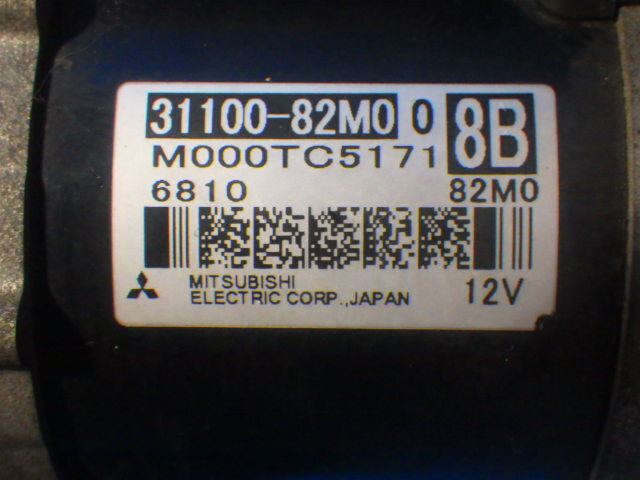 31100-82M0 0 8B
M000TC5171
6810 82M0
MITSUBISHI
ELECTRIC CORP.,JAPAN 12V